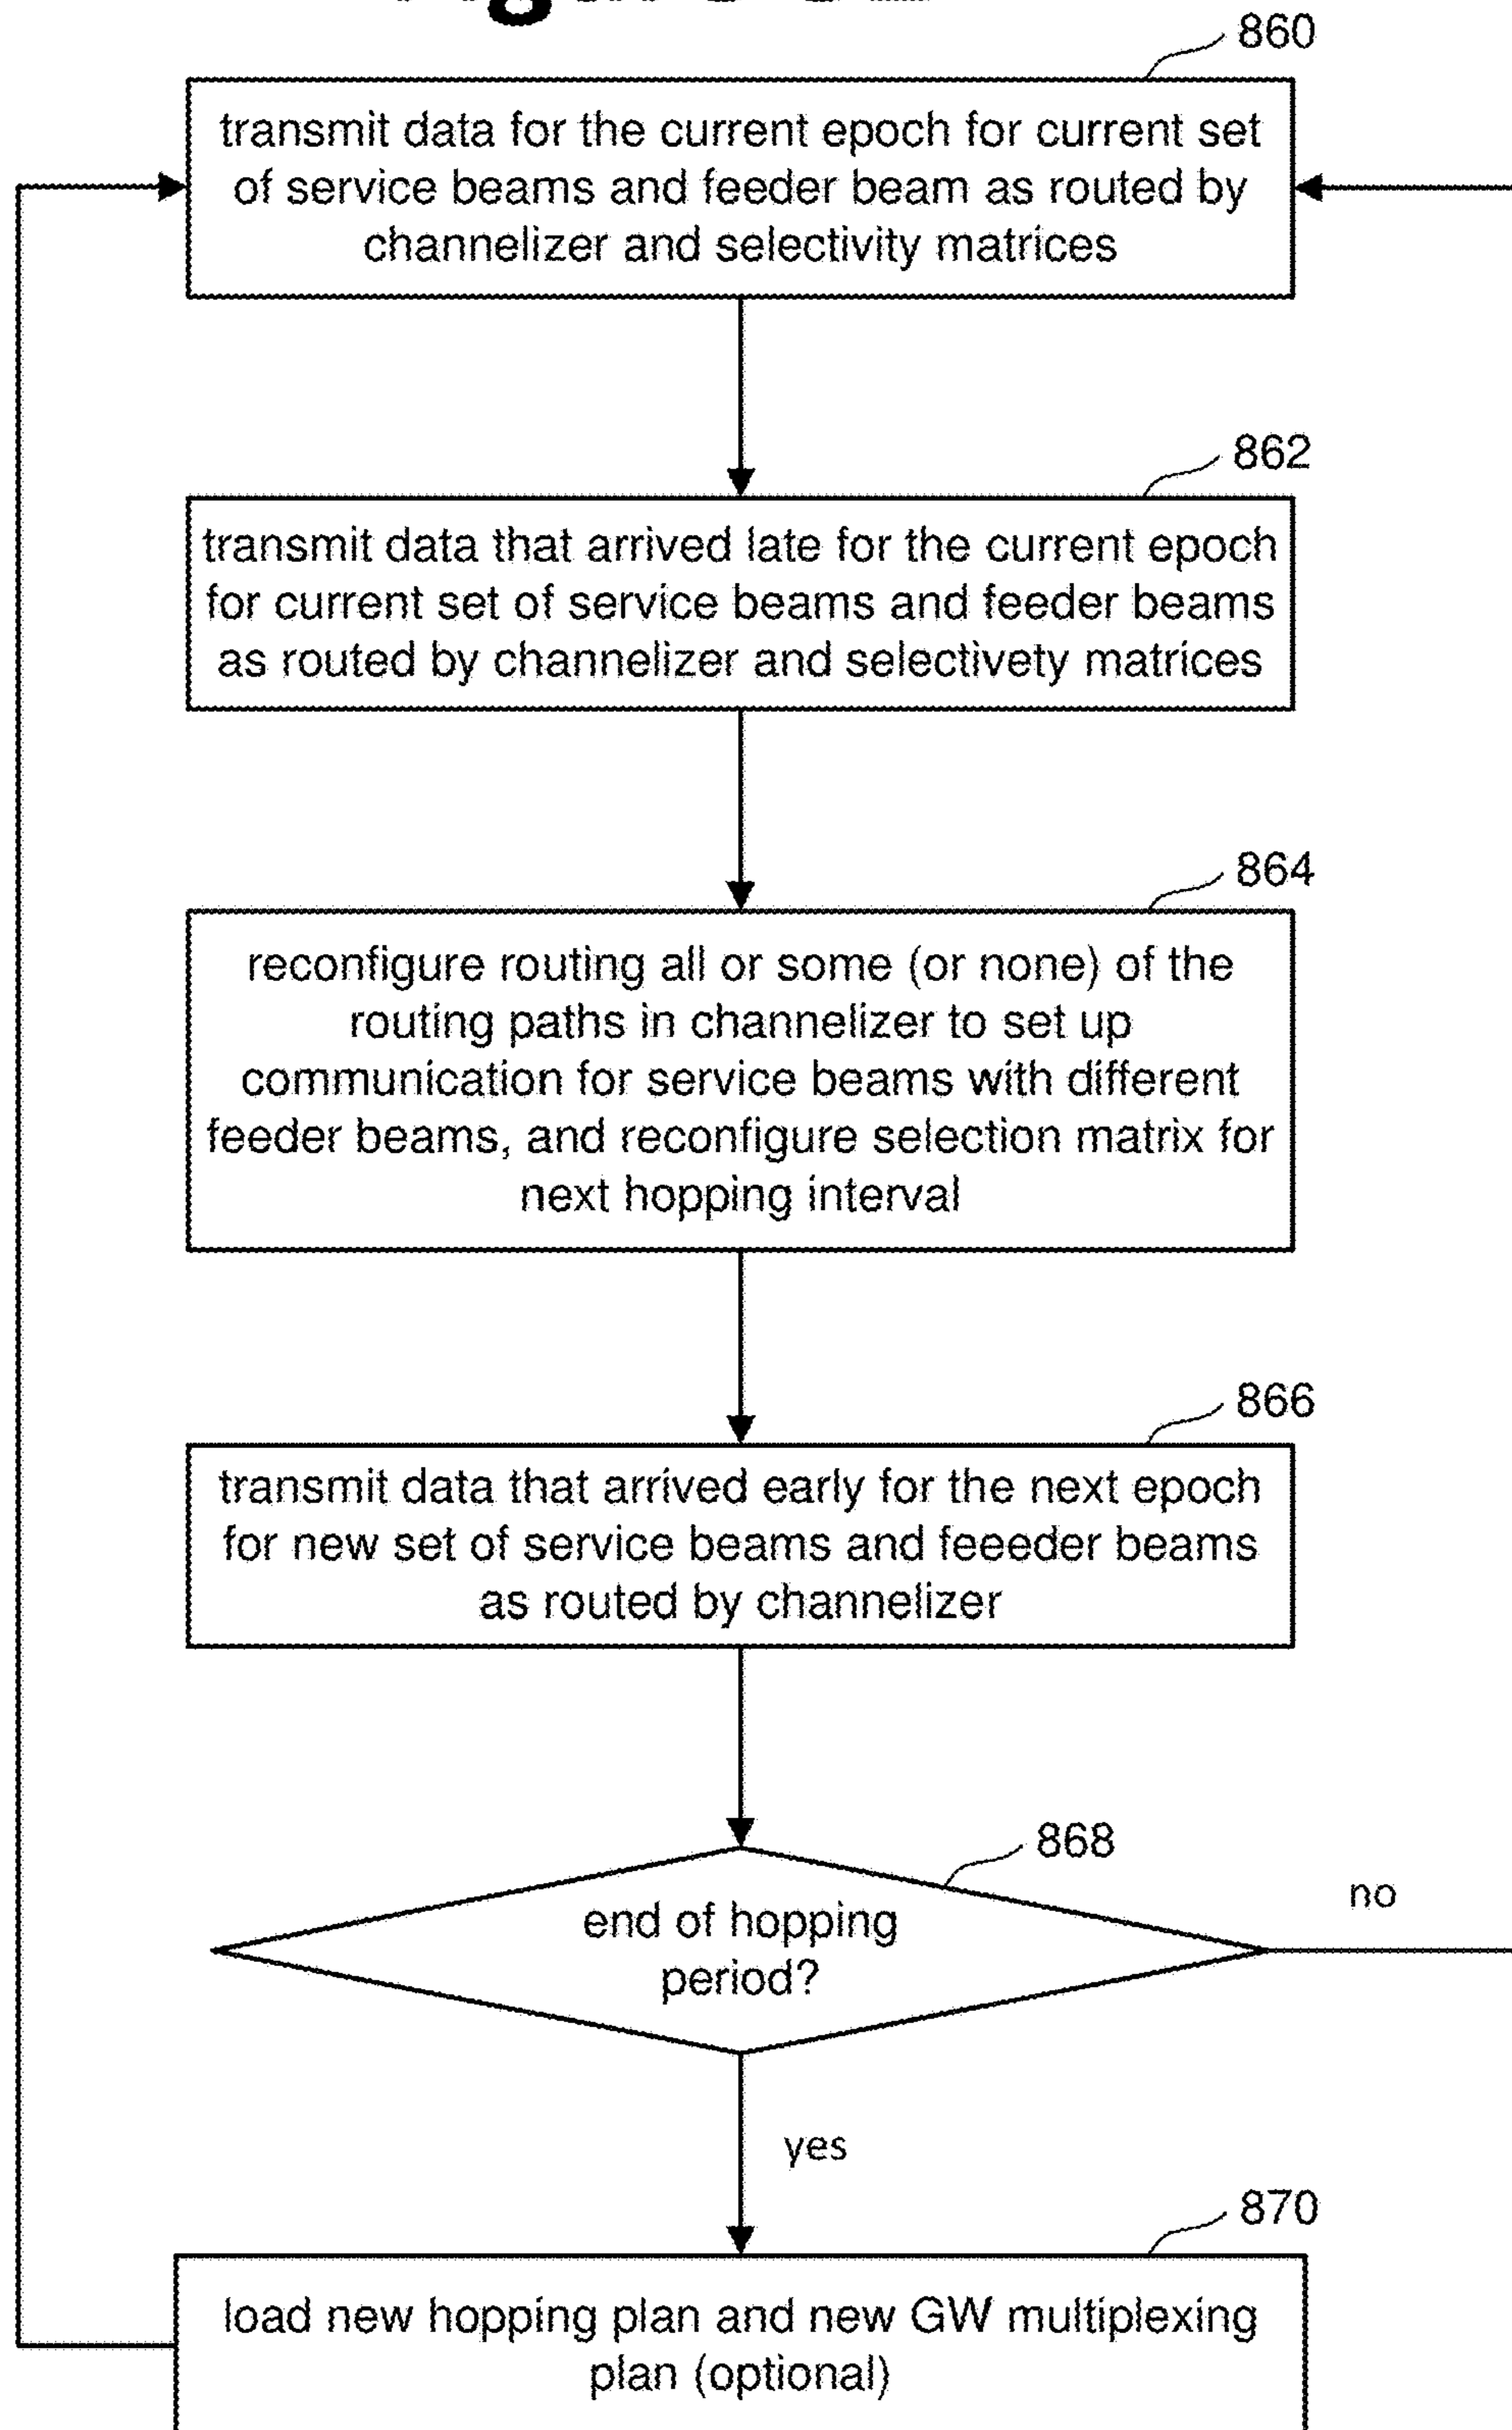 860
transmit data for the current epoch for current set
of service beams and feeder beam as routed by
channelizer and selectivity matrices
862
transmit data that arrived late for the current epoch
for current set of service beams and feeder beams
as routed by channelizer and selectivety matrices
864
reconfigure routing all or some (or none) of the
routing paths in channelizer to set up
communication for service beams with different
feeder beams, and reconfigure selection matrix for
next hopping interval
866
transmit data that arrived early for the next epoch
for new set of service beams and feeeder beams
as routed by channelizer
868
end of hopping
period?
no
yes
870
load new hopping plan and new GW multiplexing
plan (optional)